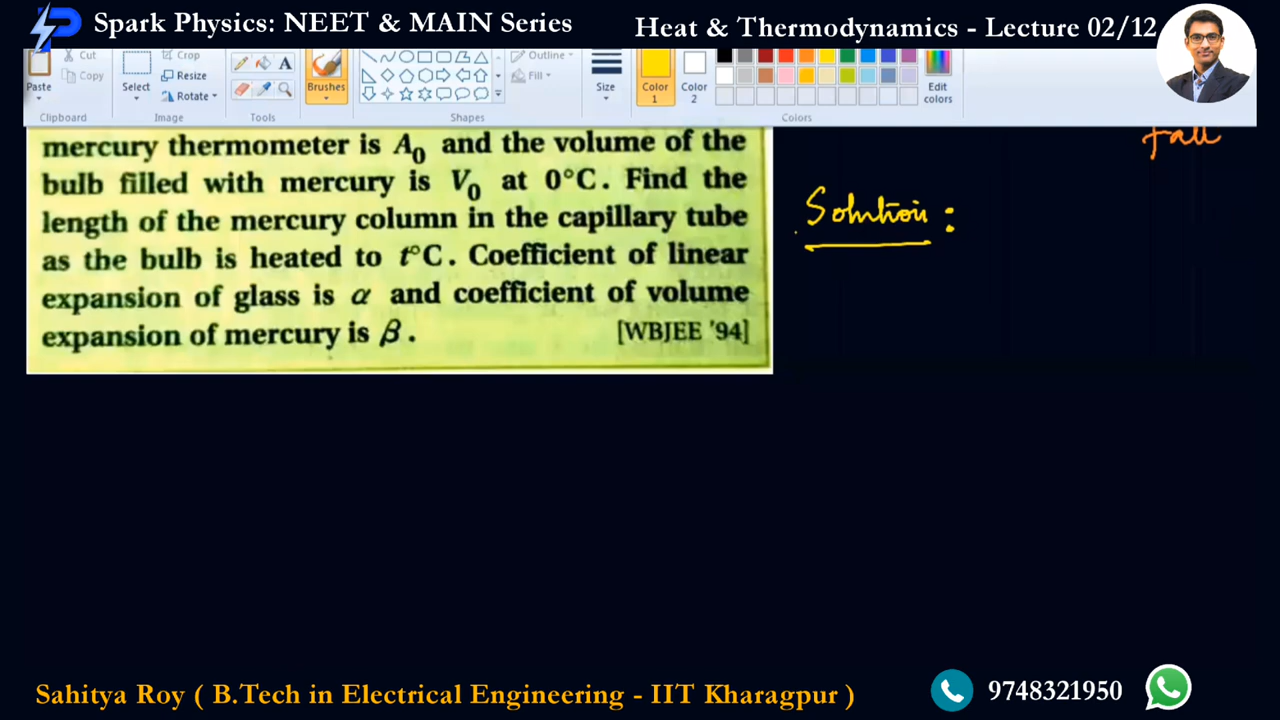 Spark Physics: NEET & MAIN Series
Heat & Thermodynamics - Lecture 02/12
Cut
Crop
Outline
Copy
Resize
Fill
Paste
Select
Rotate
A
Brushes
Size
Color 1
Color 2
Edit colors
Clipboard
Image
Tools
Shapes
Colors
Fall
mercury thermometer is A₀ and the volume of the
bulb filled with mercury is V₀ at 0°C. Find the
length of the mercury column in the capillary tube
as the bulb is heated to t°C. Coefficient of linear
expansion of glass is α and coefficient of volume
expansion of mercury is β. [WBJEE '94]
Solution :
Sahitya Roy ( B.Tech in Electrical Engineering - IIT Kharagpur )
9748321950